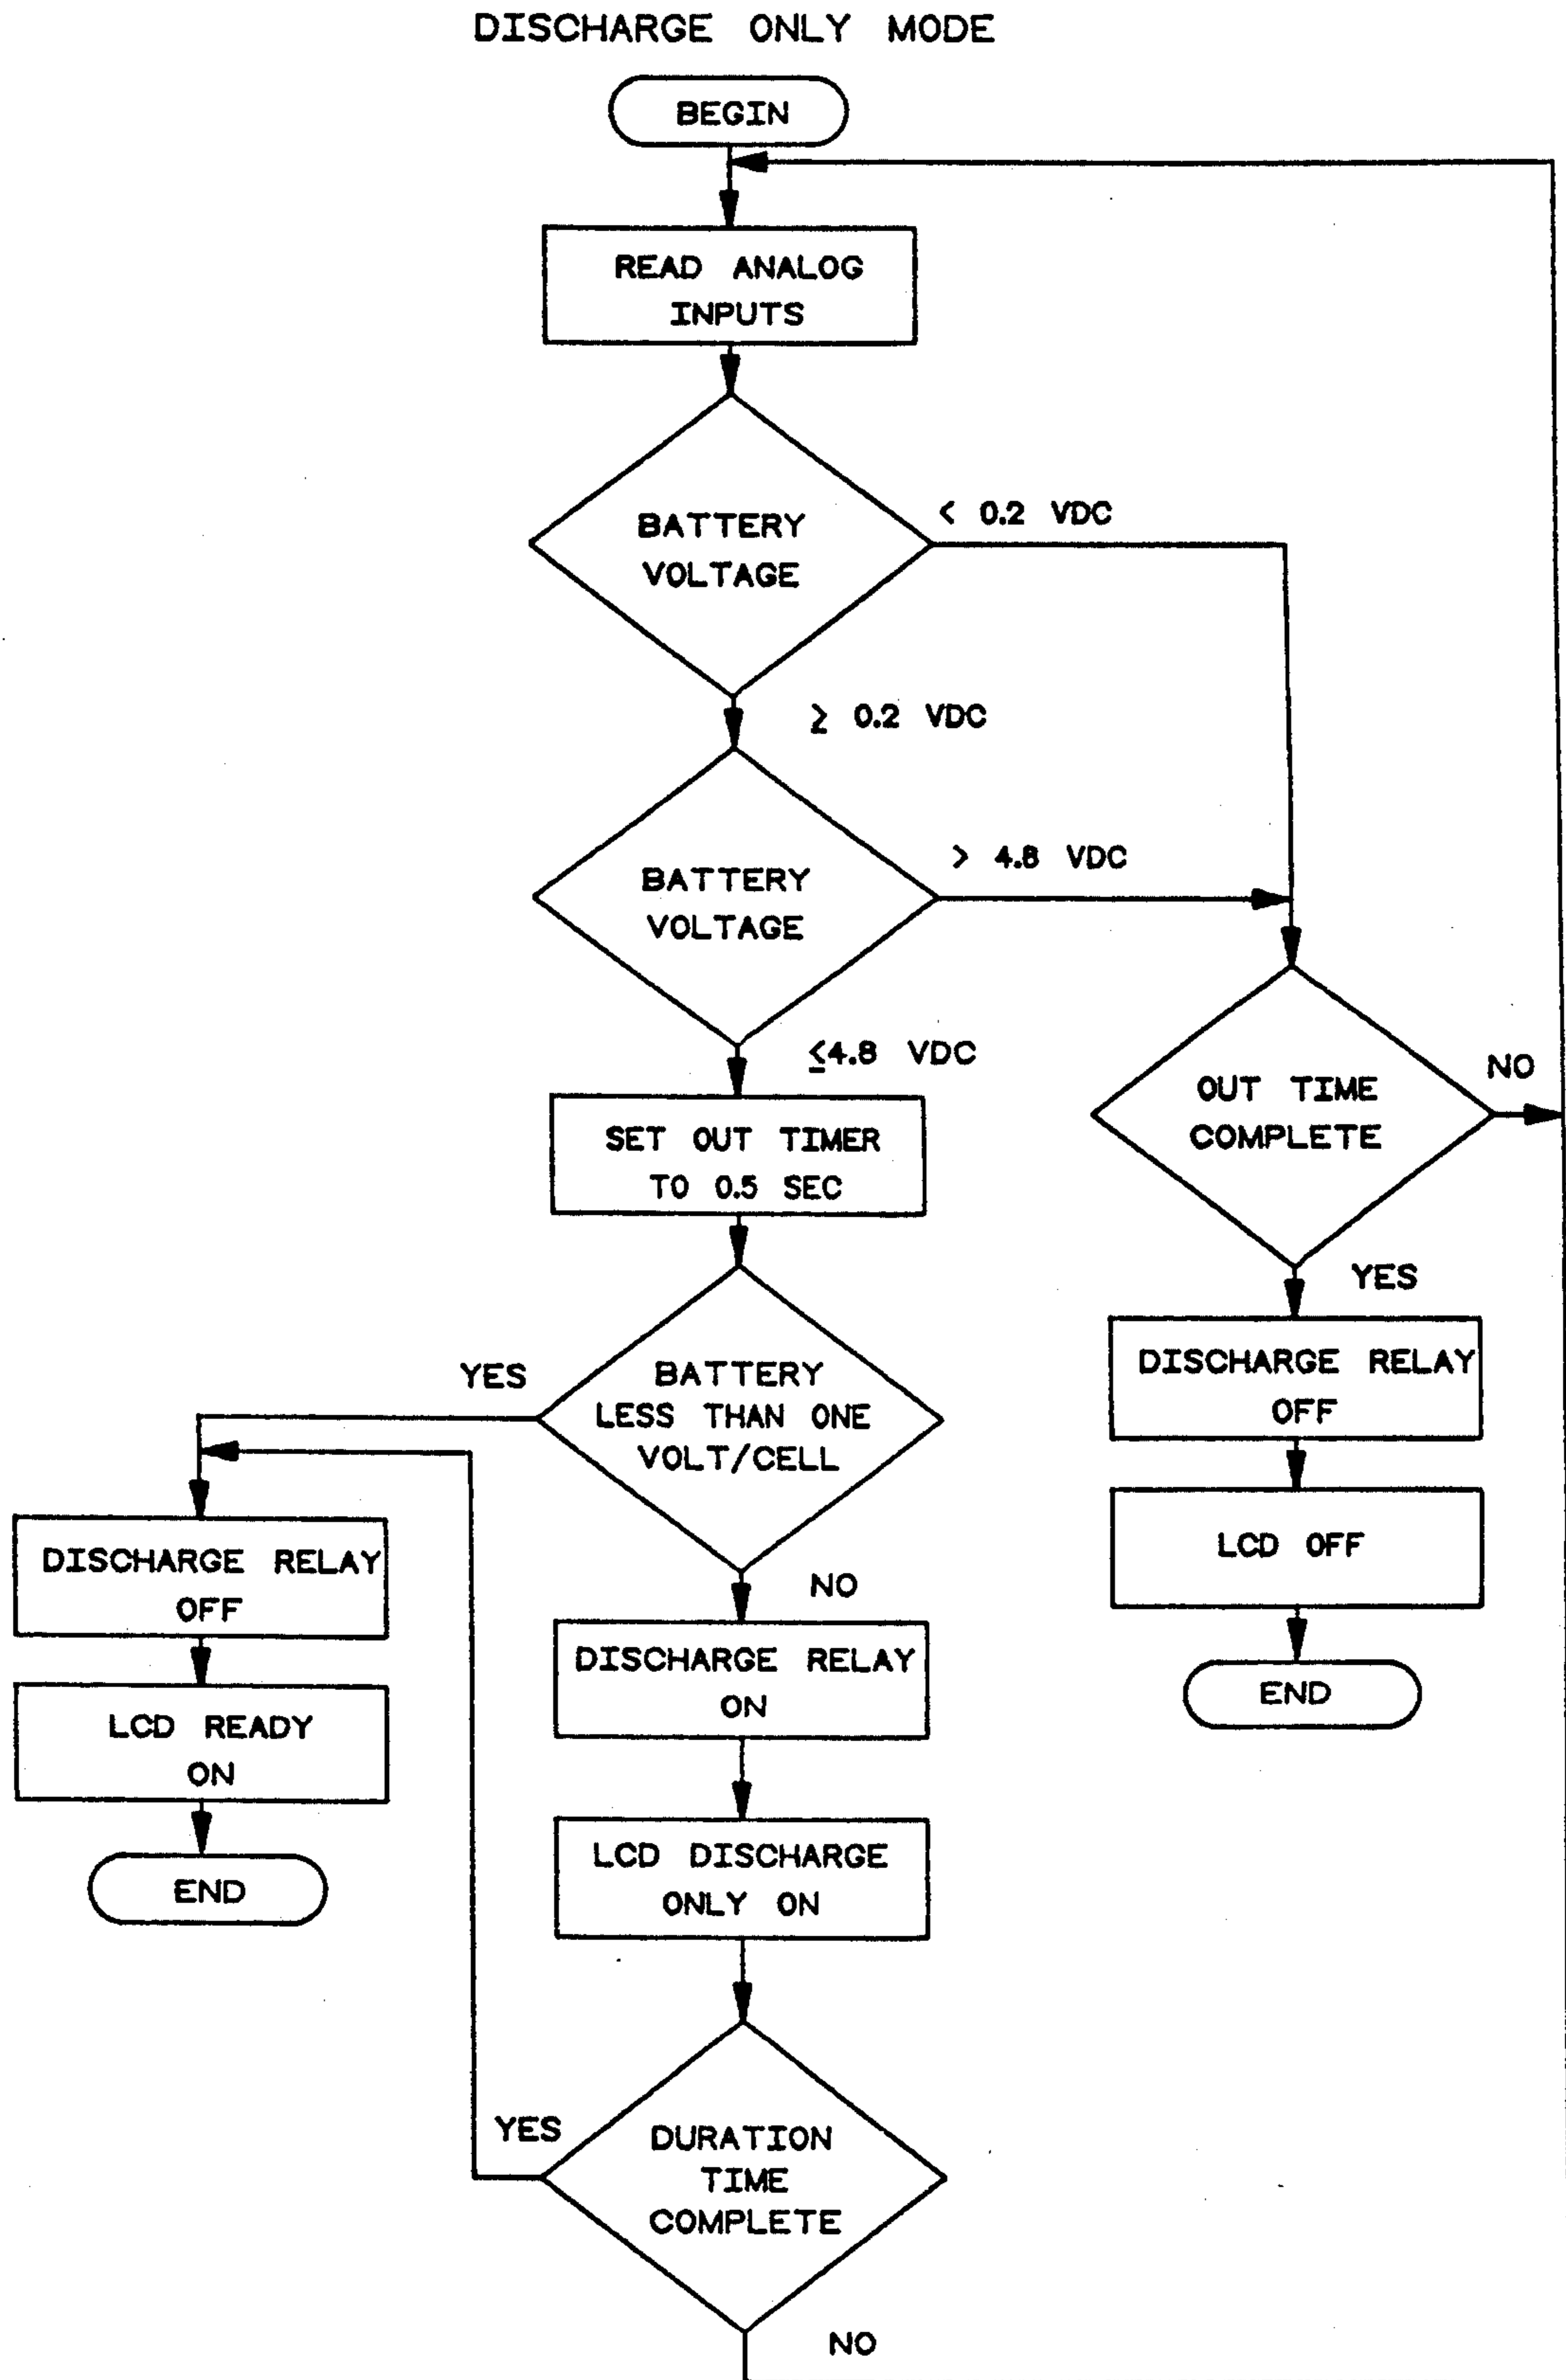 DISCHARGE ONLY MODE
BEGIN
READ ANALOG
INPUTS
BATTERY
VOLTAGE
< 0.2 VDC
≥ 0.2 VDC
BATTERY
VOLTAGE
> 4.8 VDC
≤4.8 VDC
SET OUT TIMER
TO 0.5 SEC
OUT TIME
COMPLETE
NO
YES
DISCHARGE RELAY
OFF
LCD OFF
END
BATTERY
LESS THAN ONE
VOLT/CELL
YES
DISCHARGE RELAY
OFF
LCD READY
ON
END
NO
DISCHARGE RELAY
ON
LCD DISCHARGE
ONLY ON
DURATION
TIME
COMPLETE
YES
NO